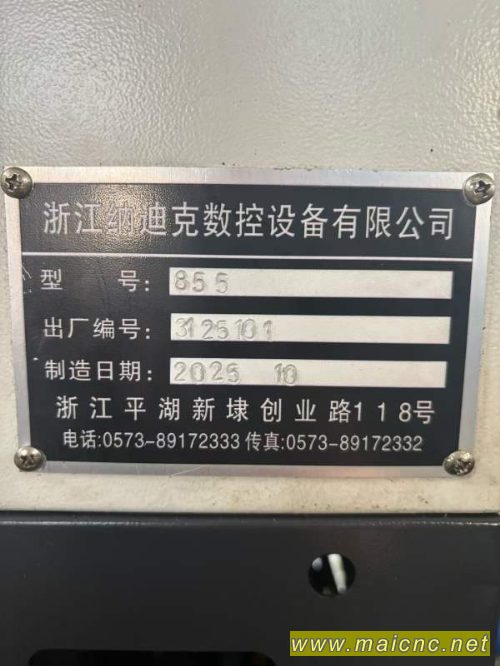 浙江纳迪克数控设备有限公司
型 号: 855
出厂编号: 3125101
制造日期: 2025 10
浙江平湖新埭创业路118号
电话:0573-89172333 传真:0573-89172332
www.maicnc.net